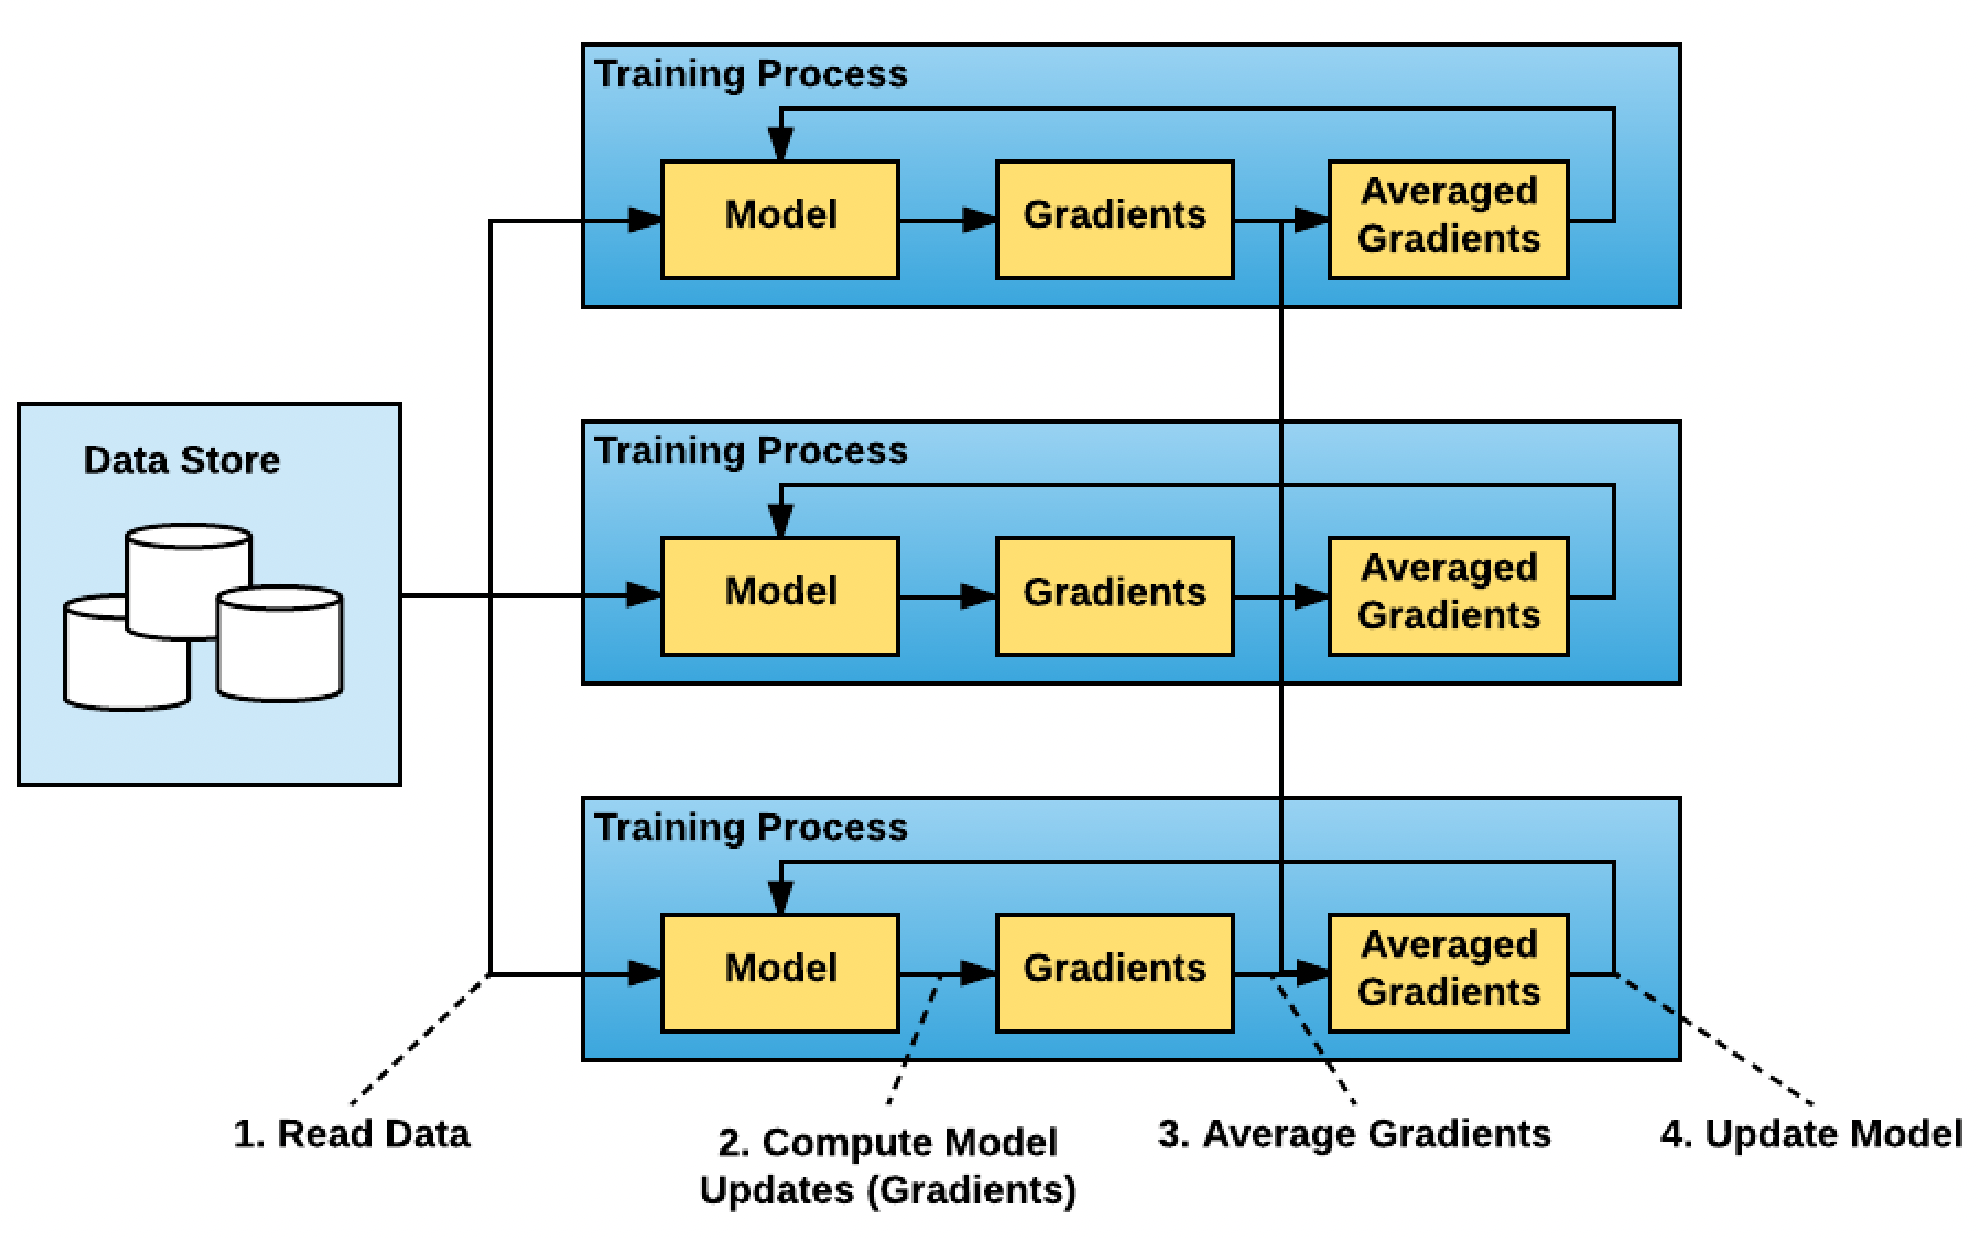 Training Process
Model
Gradients
Averaged
Gradients
Data Store
Training Process
Model
Gradients
Averaged
Gradients
Training Process
Model
Gradients
Averaged
Gradients
1. Read Data
2. Compute Model
Updates (Gradients)
3. Average Gradients
4. Update Model